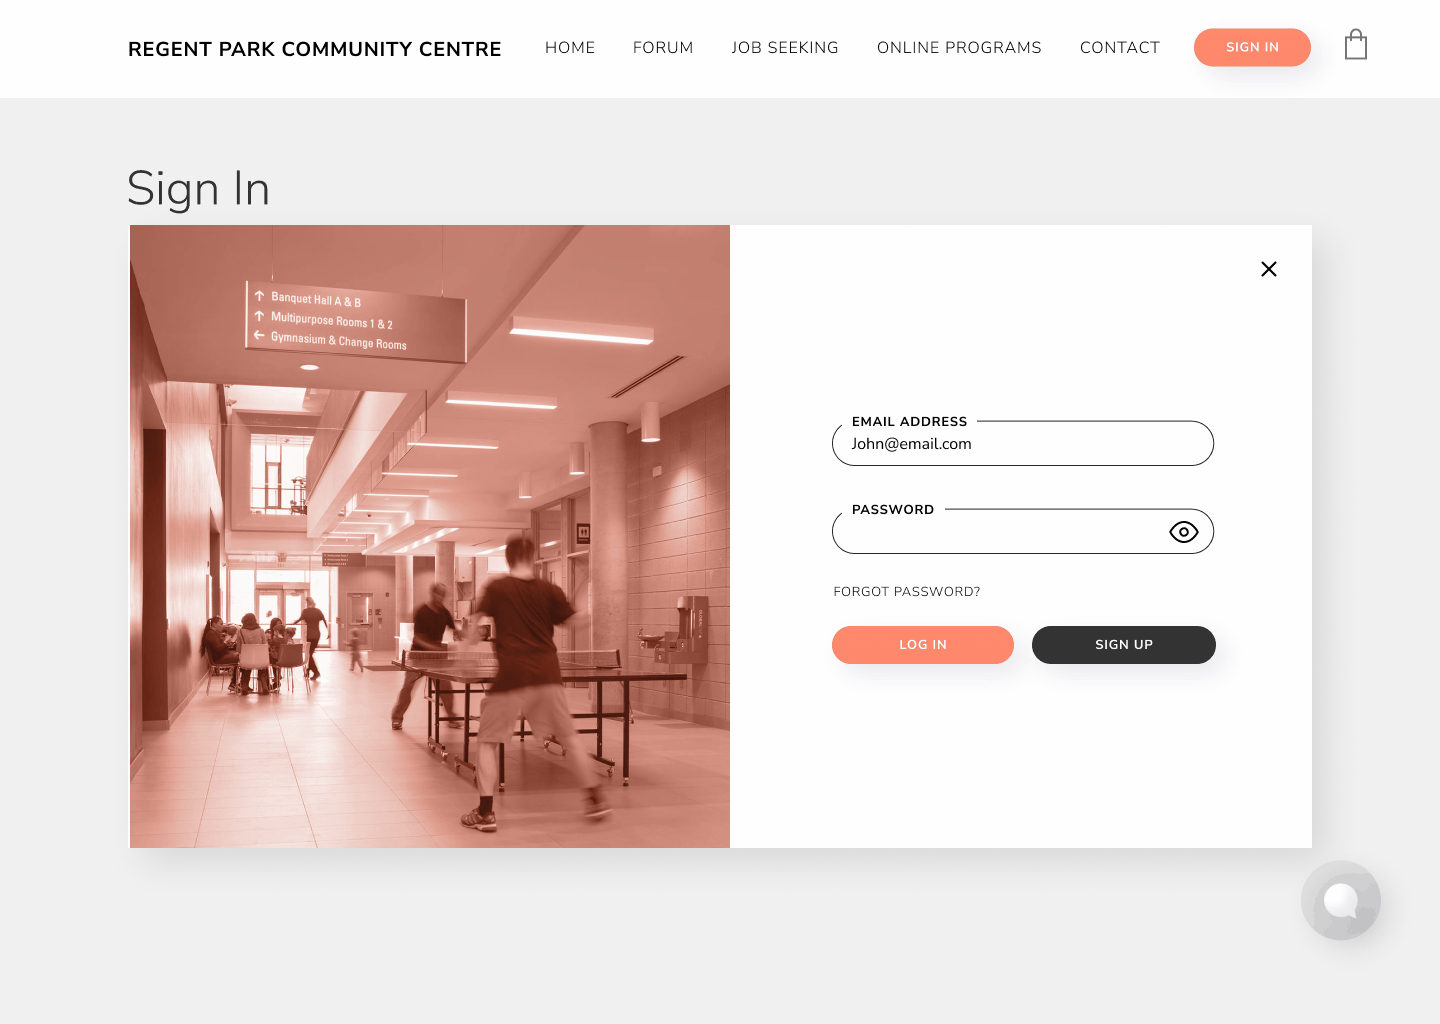 REGENT PARK COMMUNITY CENTRE
HOME
FORUM
JOB SEEKING
ONLINE PROGRAMS
CONTACT
SIGN IN
Sign In
↑ Banquet Hall A & B
↑ Multipurpose Rooms 1 & 2
← Gymnasium & Change Rooms
EMAIL ADDRESS
John@email.com
PASSWORD
FORGOT PASSWORD?
LOG IN
SIGN UP